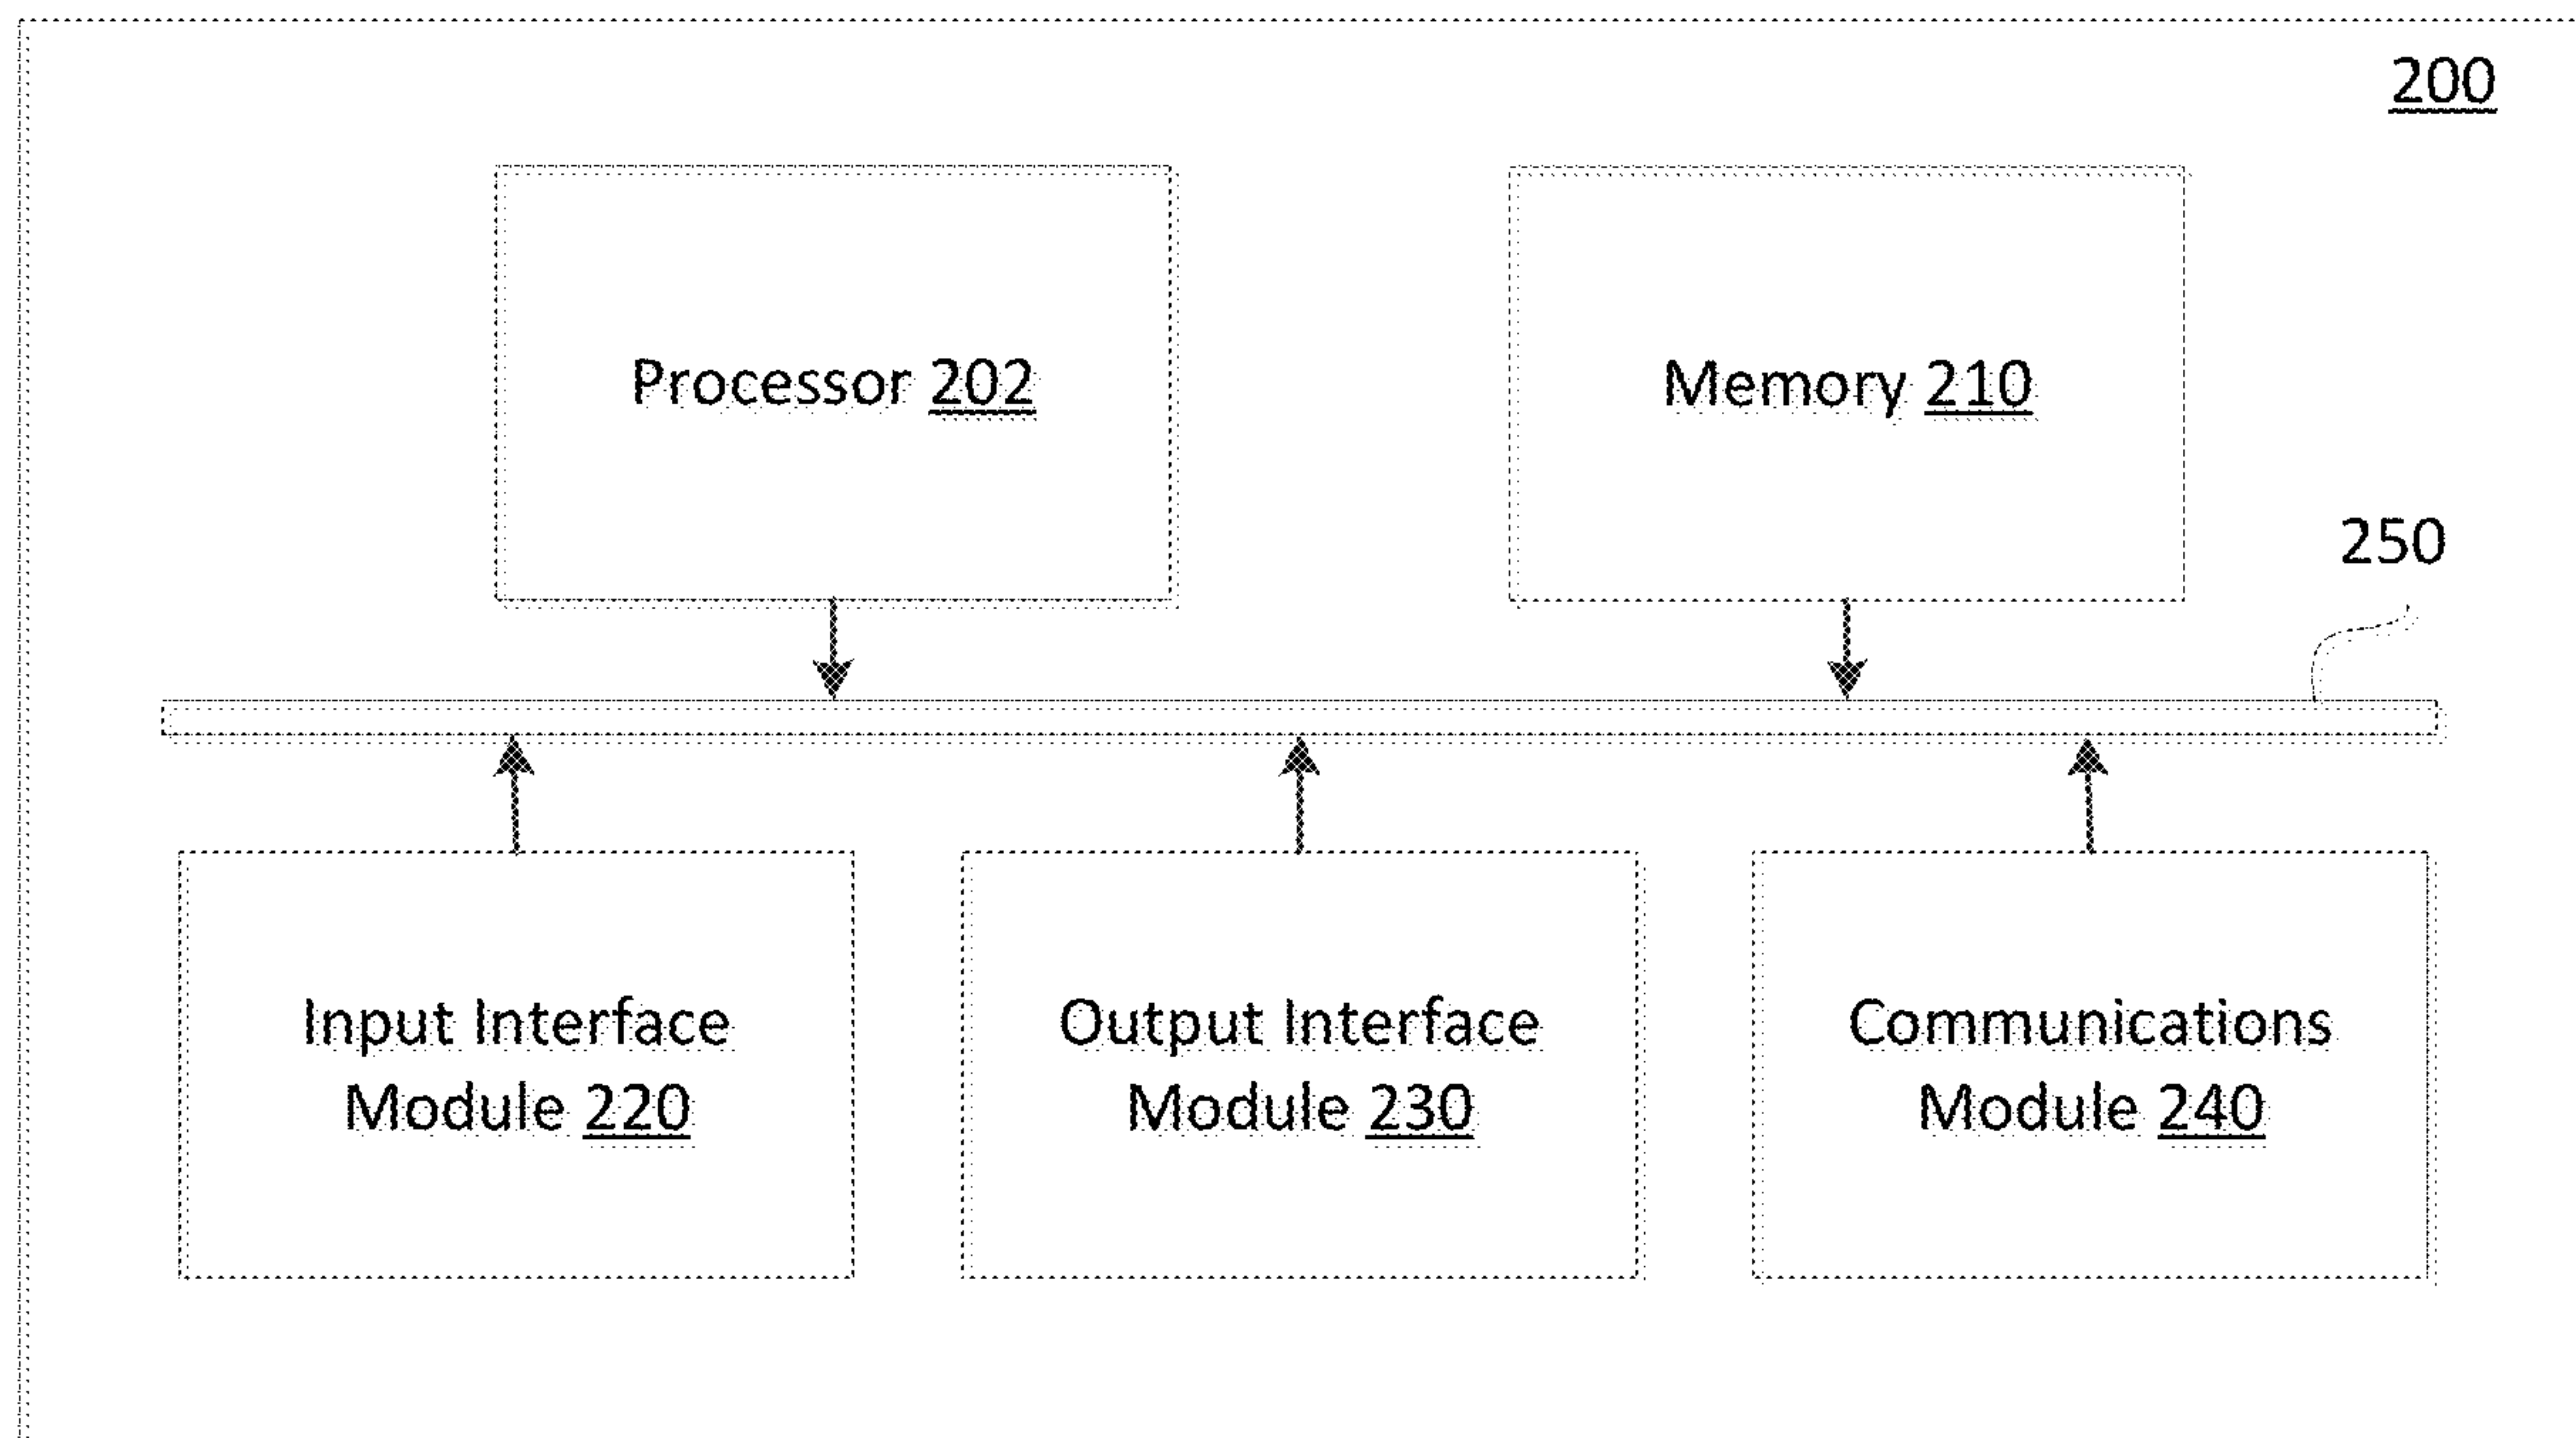 200
Processor 202
Memory 210
250
Input Interface
Module 220
Output Interface
Module 230
Communications
Module 240